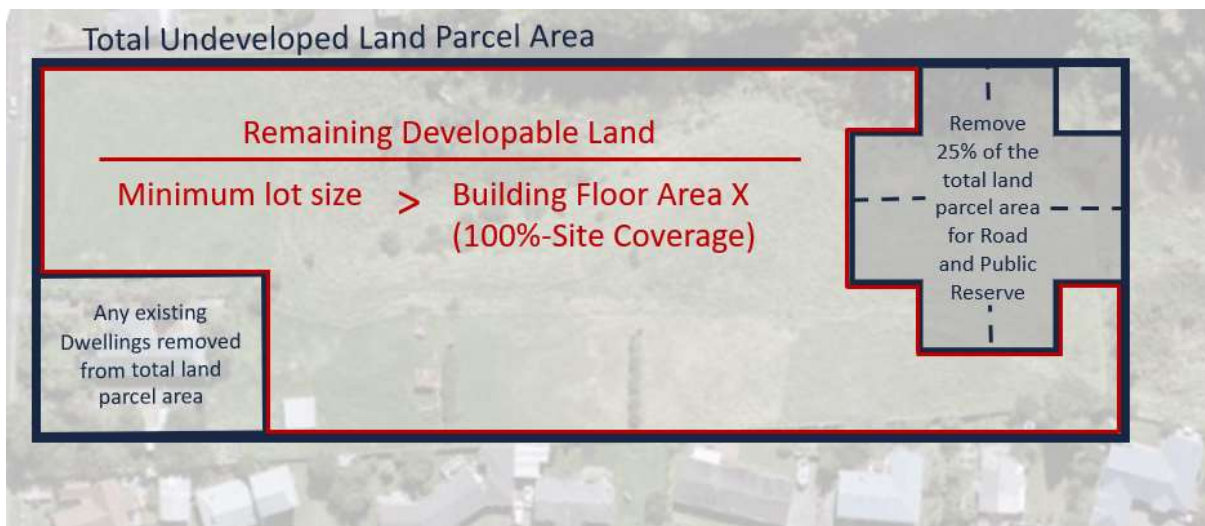 Total Undeveloped Land Parcel Area
Remaining Developable Land
Minimum lot size > Building Floor Area X
(100%-Site Coverage)
Remove
25% of the
total land
parcel area
for Road
and Public
Reserve
Any existing
Dwellings removed
from total land
parcel area